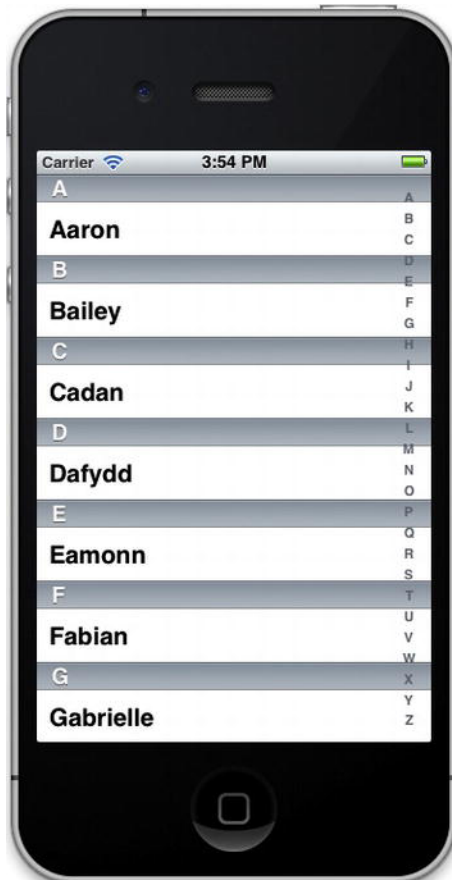 Carrier 3:54 PM
A
Aaron
B
Bailey
C
Cadan
D
Dafydd
E
Eamonn
F
Fabian
G
Gabrielle
A
B
C
D
E
F
G
H
I
J
K
L
M
N
O
P
Q
R
S
T
U
V
W
X
Y
Z